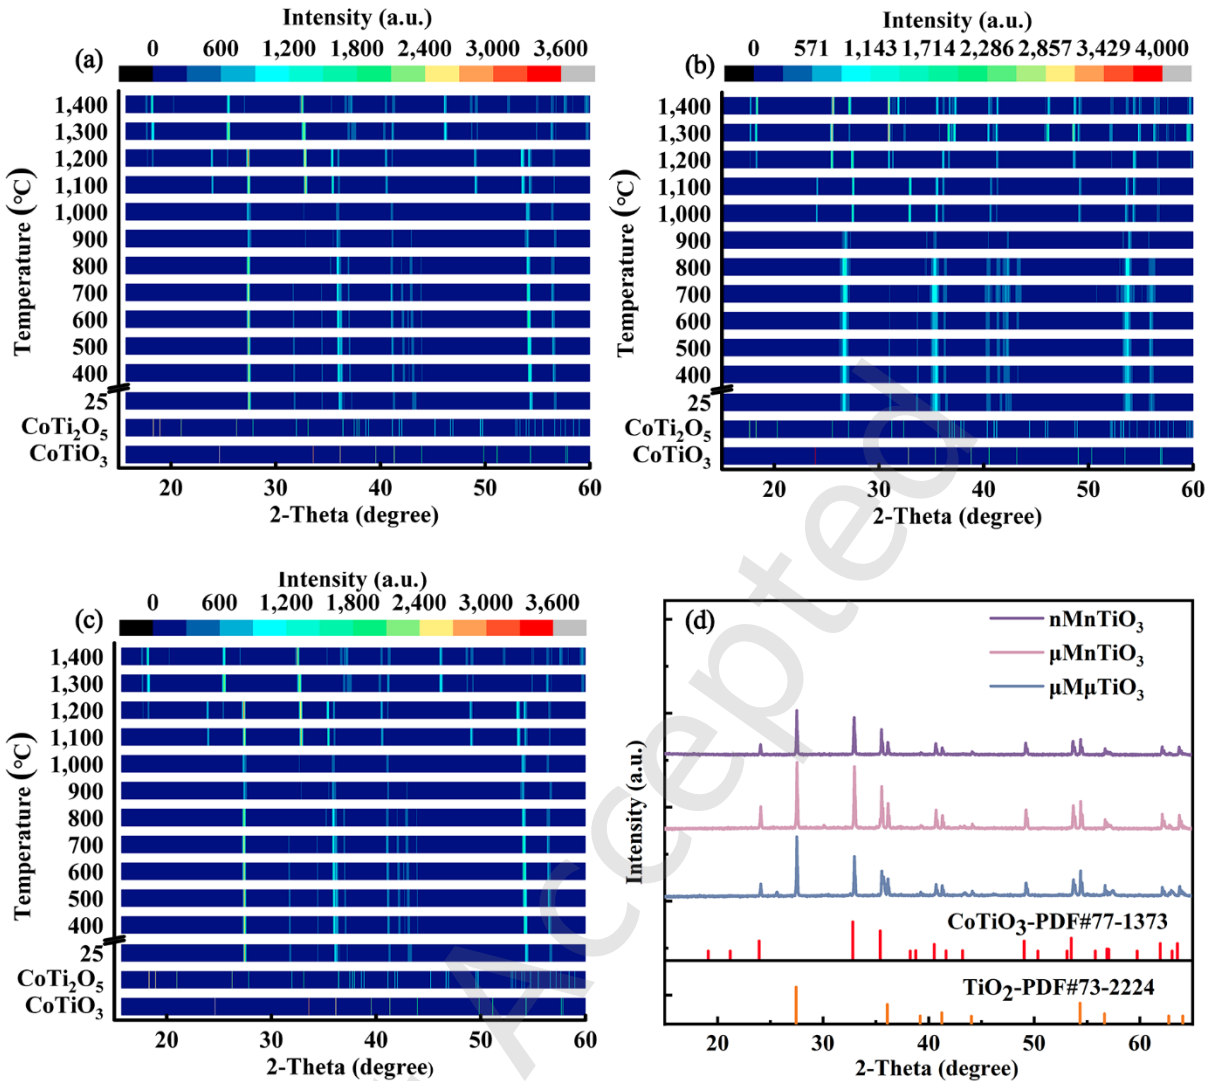 Intensity (a.u.)
(a) 0 600 1,200 1,800 2,400 3,000 3,600
1,400
1,300
1,200
1,100
1,000
900
800
700
600
500
400
25
CoTi₂O₅
CoTiO₃
Temperature (℃)
20 30 40 50 60
2-Theta (degree)
Intensity (a.u.)
(b) 0 571 1,143 1,714 2,286 2,857 3,429 4,000
1,400
1,300
1,200
1,100
1,000
900
800
700
600
500
400
25
CoTi₂O₅
CoTiO₃
Temperature (℃)
20 30 40 50 60
2-Theta (degree)
Intensity (a.u.)
(c) 0 600 1,200 1,800 2,400 3,000 3,600
1,400
1,300
1,200
1,100
1,000
900
800
700
600
500
400
25
CoTi₂O₅
CoTiO₃
Temperature (℃)
20 30 40 50 60
2-Theta (degree)
(d)
nMnTiO₃
μMnTiO₃
μMμTiO₃
CoTiO₃-PDF#77-1373
TiO₂-PDF#73-2224
Intensity (a.u.)
20 30 40 50 60
2-Theta (degree)
Accepted